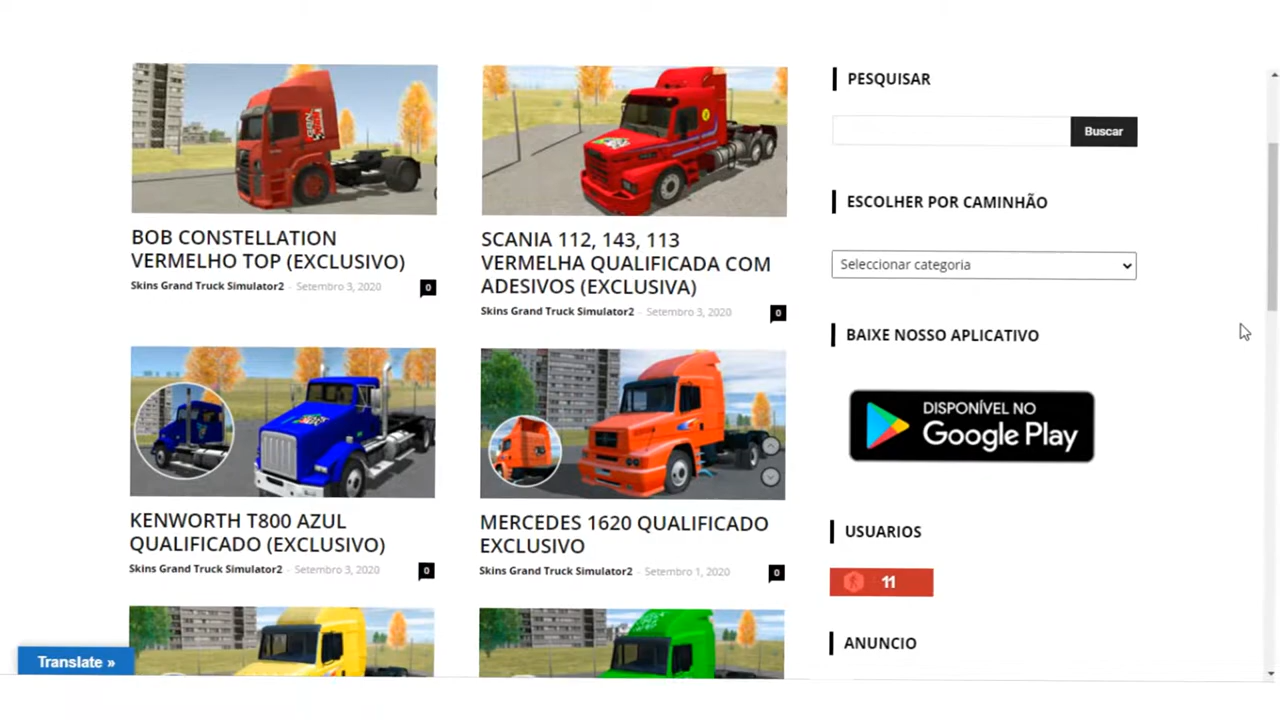 BOB CONSTELLATION
VERMELHO TOP (EXCLUSIVO)
Skins Grand Truck Simulator2 - Setembro 3, 2020 0
SCANIA 112, 143, 113
VERMELHA QUALIFICADA COM
ADESIVOS (EXCLUSIVA)
Skins Grand Truck Simulator2 - Setembro 3, 2020 0
KENWORTH T800 AZUL
QUALIFICADO (EXCLUSIVO)
Skins Grand Truck Simulator2 - Setembro 3, 2020 0
MERCEDES 1620 QUALIFICADO
EXCLUSIVO
Skins Grand Truck Simulator2 - Setembro 1, 2020 0
PESQUISAR
Buscar
ESCOLHER POR CAMINHÃO
Seleccionar categoria
BAIXE NOSSO APLICATIVO
DISPONÍVEL NO
Google Play
USUARIOS
11
ANUNCIO
Translate »